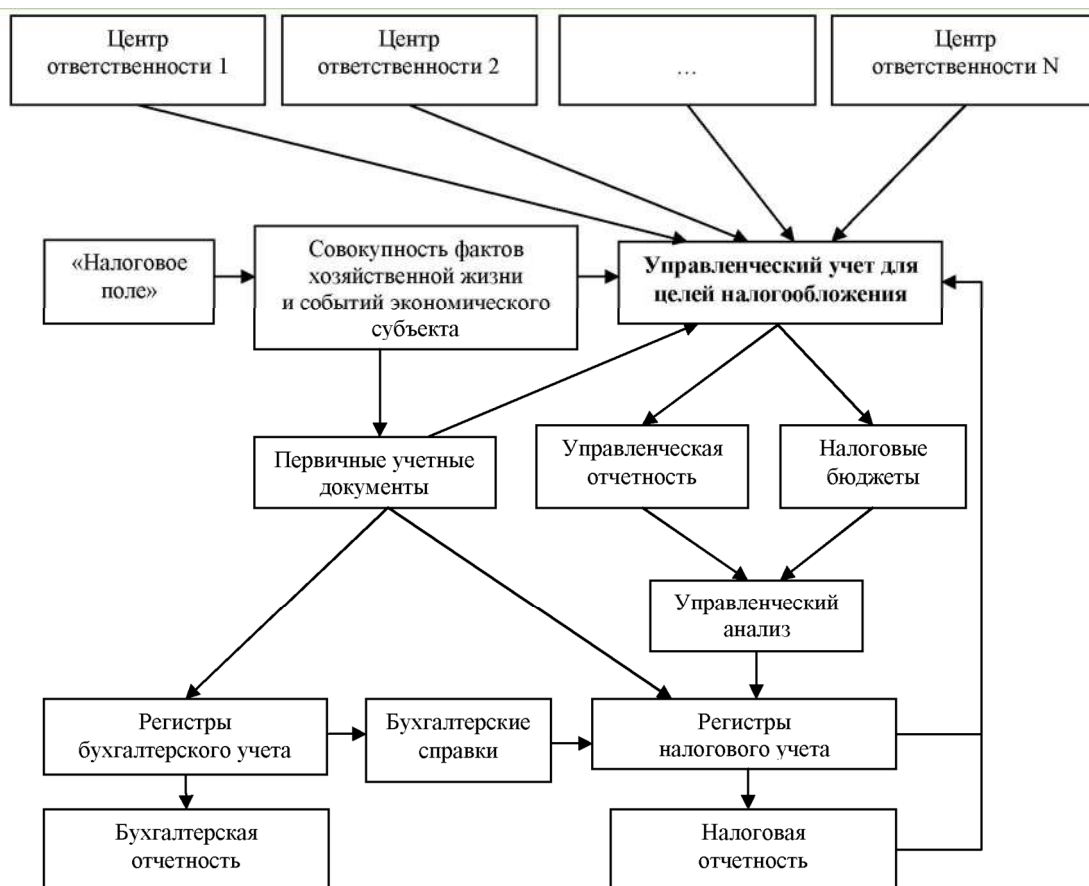 Центр
ответственности 1
Центр
ответственности 2
...
Центр
ответственности N
«Налоговое
поле»
Совокупность фактов
хозяйственной жизни
и событий экономического
субъекта
Управленческий учет для
целей налогообложения
Первичные учетные
документы
Управленческая
отчетность
Налоговые
бюджеты
Управленческий
анализ
Регистры
бухгалтерского учета
Бухгалтерские
справки
Регистры
налогового учета
Бухгалтерская
отчетность
Налоговая
отчетность